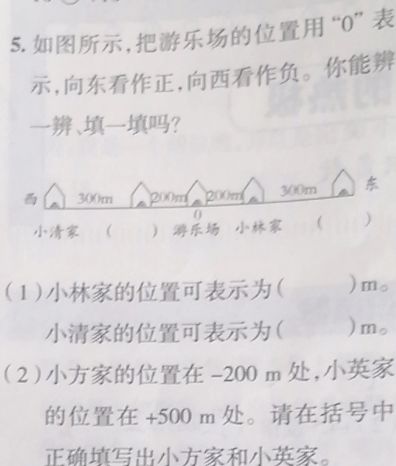 5. 如图所示,把游乐场的位置用“0”表
示,向东看作正,向西看作负。你能辨
一辨、填一填吗?
西 300m 200m 200m 300m 东
0
小清家 ( ) 游乐场 小林家 ( )
(1)小林家的位置可表示为( )m。
小清家的位置可表示为( )m。
(2)小方家的位置在 -200 m 处,小英家
的位置在 +500 m 处。请在括号中
正确填写出小方家和小英家。